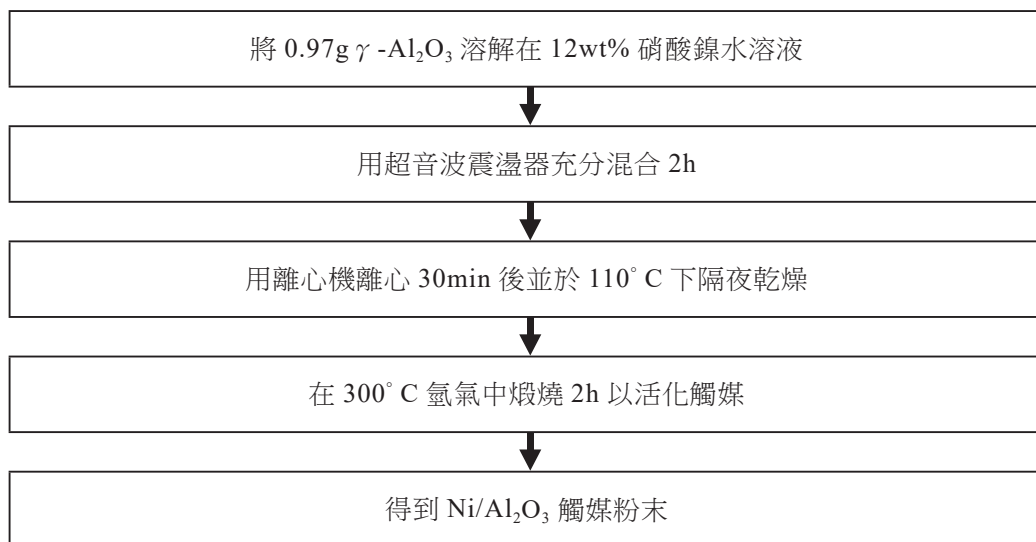 將 0.97g γ -Al₂O₃ 溶解在 12wt% 硝酸鎳水溶液
用超音波震盪器充分混合 2h
用離心機離心 30min 後並於 110° C 下隔夜乾燥
在 300° C 氫氣中煅燒 2h 以活化觸媒
得到 Ni/Al₂O₃ 觸媒粉末